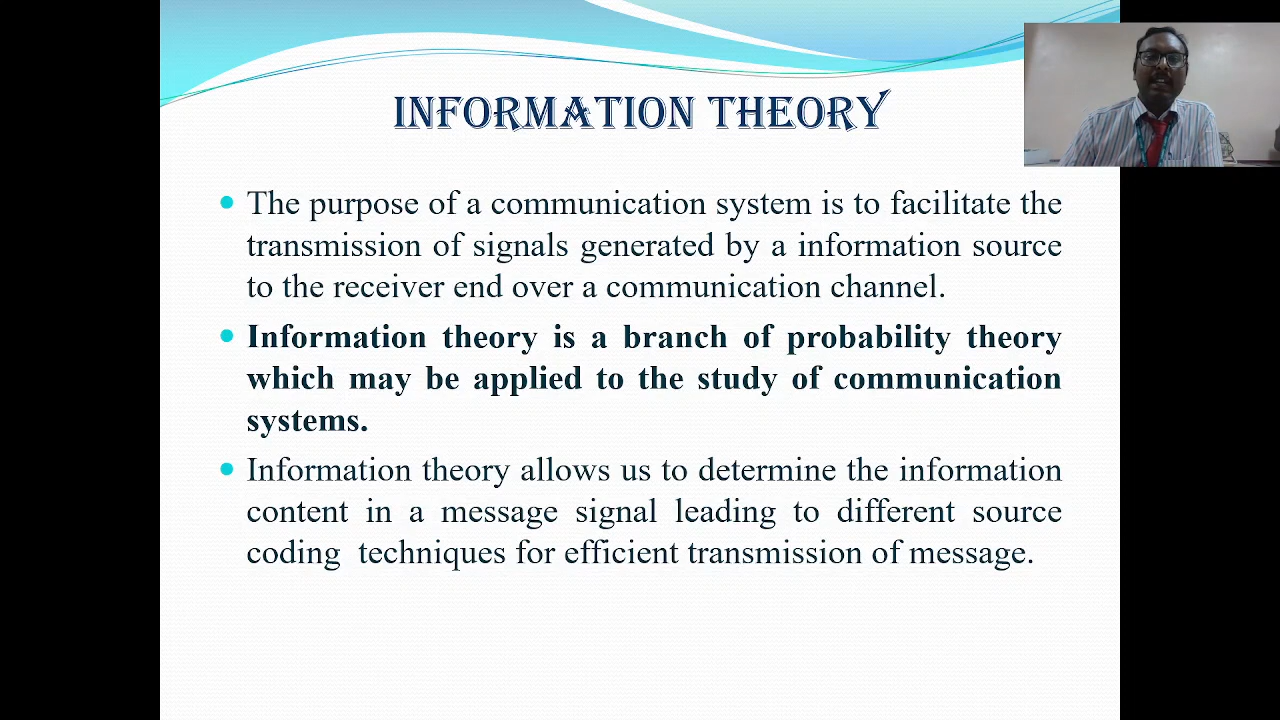 INFORMATION THEORY
The purpose of a communication system is to facilitate the
transmission of signals generated by a information source
to the receiver end over a communication channel.
Information theory is a branch of probability theory
which may be applied to the study of communication
systems.
Information theory allows us to determine the information
content in a message signal leading to different source
coding techniques for efficient transmission of message.